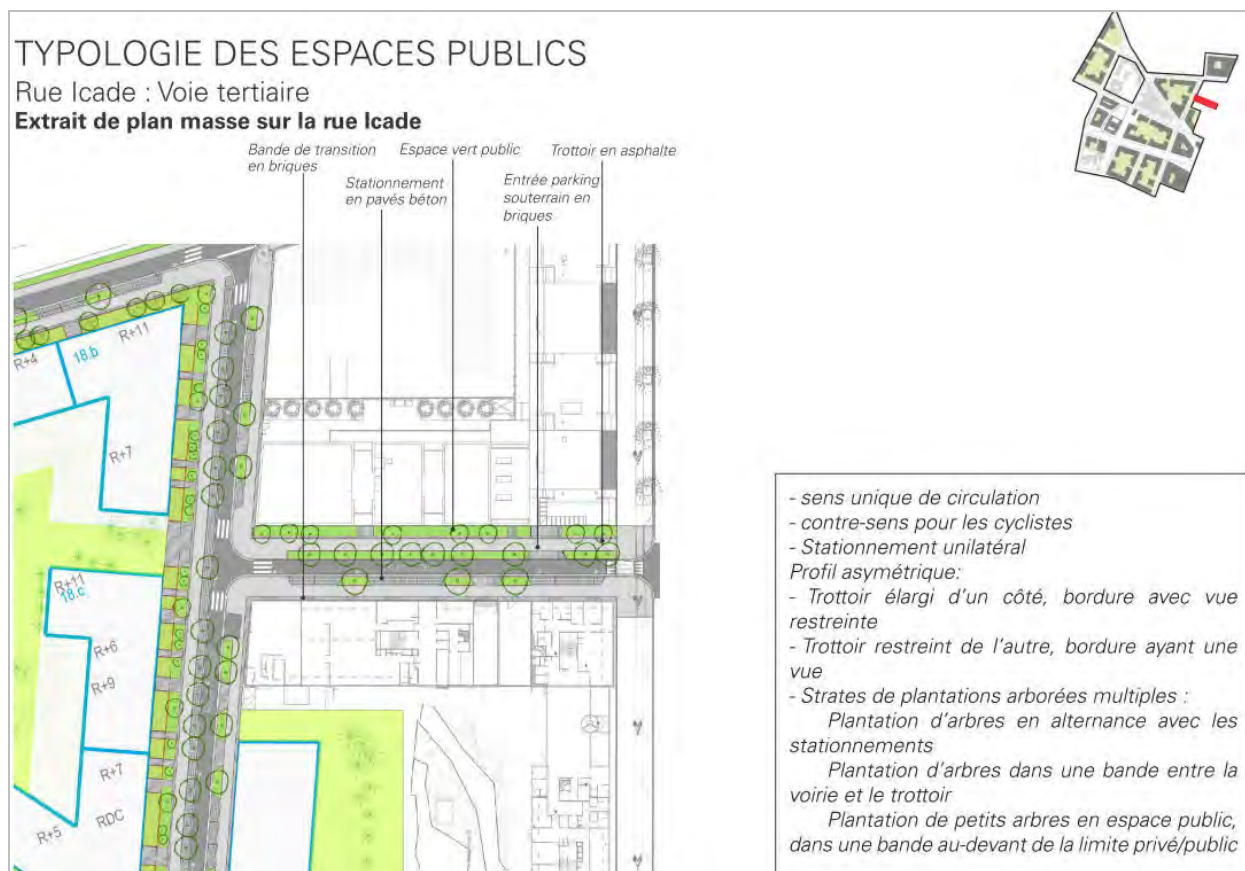 TYPOLOGIE DES ESPACES PUBLICS
Rue Icade : Voie tertiaire
Extrait de plan masse sur la rue Icade
Bande de transition
en briques
Espace vert public
Trottoir en asphalte
Stationnement
en pavés béton
Entrée parking
souterrain en
briques
R+11
18.b
R+4
R+7
R+11
18.c
R+6
R+9
R+7
RDC
R+5
- sens unique de circulation
- contre-sens pour les cyclistes
- Stationnement unilatéral
Profil asymétrique:
- Trottoir élargi d'un côté, bordure avec vue
restreinte
- Trottoir restreint de l'autre, bordure ayant une
vue
- Strates de plantations arborées multiples :
Plantation d'arbres en alternance avec les
stationnements
Plantation d'arbres dans une bande entre la
voirie et le trottoir
Plantation de petits arbres en espace public,
dans une bande au-devant de la limite privé/public